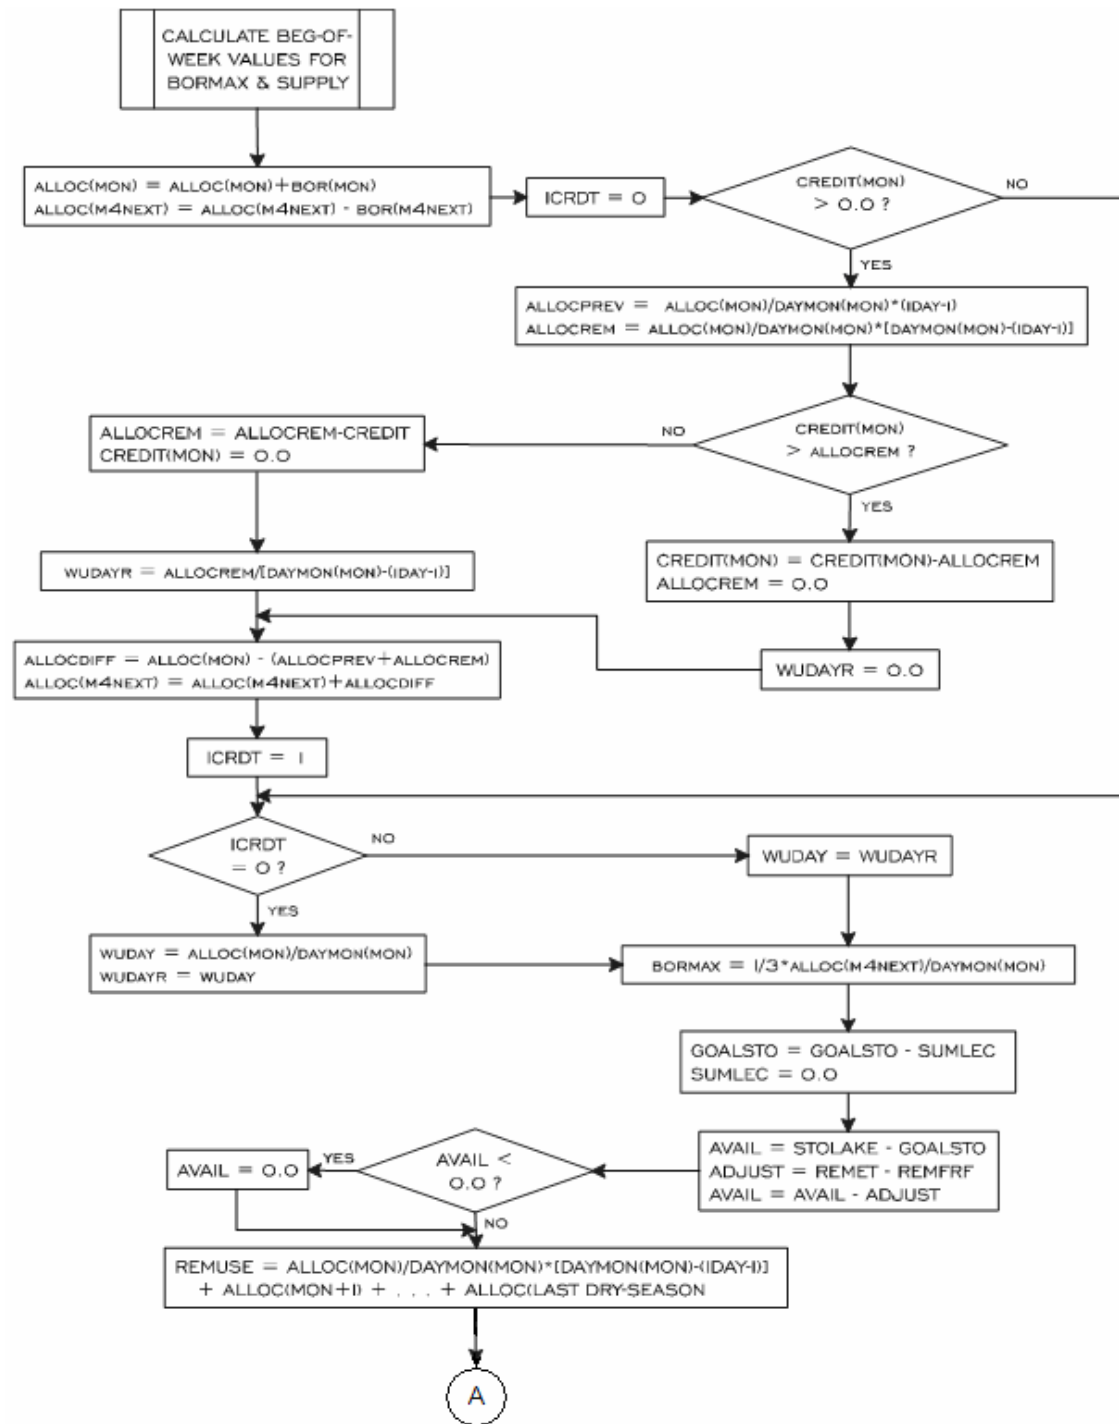 CALCULATE BEG-OF-
WEEK VALUES FOR
BORMAX & SUPPLY
ALLOC(MON) = ALLOC(MON)+BOR(MON)
ALLOC(M4NEXT) = ALLOC(M4NEXT) - BOR(M4NEXT)
ICRDT = 0
CREDIT(MON)
> 0.0 ?
NO
YES
ALLOCPREV = ALLOC(MON)/DAYMON(MON)*(IDAY-1)
ALLOCREM = ALLOC(MON)/DAYMON(MON)*[DAYMON(MON)-(IDAY-1)]
CREDIT(MON)
> ALLOCREM ?
NO
YES
ALLOCREM = ALLOCREM-CREDIT
CREDIT(MON) = 0.0
CREDIT(MON) = CREDIT(MON)-ALLOCREM
ALLOCREM = 0.0
WUDAYR = ALLOCREM/[DAYMON(MON)-(IDAY-1)]
WUDAYR = 0.0
ALLOCDIFF = ALLOC(MON) - (ALLOCPREV+ALLOCREM)
ALLOC(M4NEXT) = ALLOC(M4NEXT)+ALLOCDIFF
ICRDT = 1
ICRDT
= 0 ?
NO
YES
WUDAY = WUDAYR
WUDAY = ALLOC(MON)/DAYMON(MON)
WUDAYR = WUDAY
BORMAX = 1/3*ALLOC(M4NEXT)/DAYMON(MON)
GOALSTO = GOALSTO - SUMLEC
SUMLEC = 0.0
AVAIL = STOLAKE - GOALSTO
ADJUST = REMET - REMFRF
AVAIL = AVAIL - ADJUST
AVAIL <
0.0 ?
YES
NO
AVAIL = 0.0
REMUSE = ALLOC(MON)/DAYMON(MON)*[DAYMON(MON)-(IDAY-1)]
+ ALLOC(MON+1) + . . . + ALLOC(LAST DRY-SEASON
A